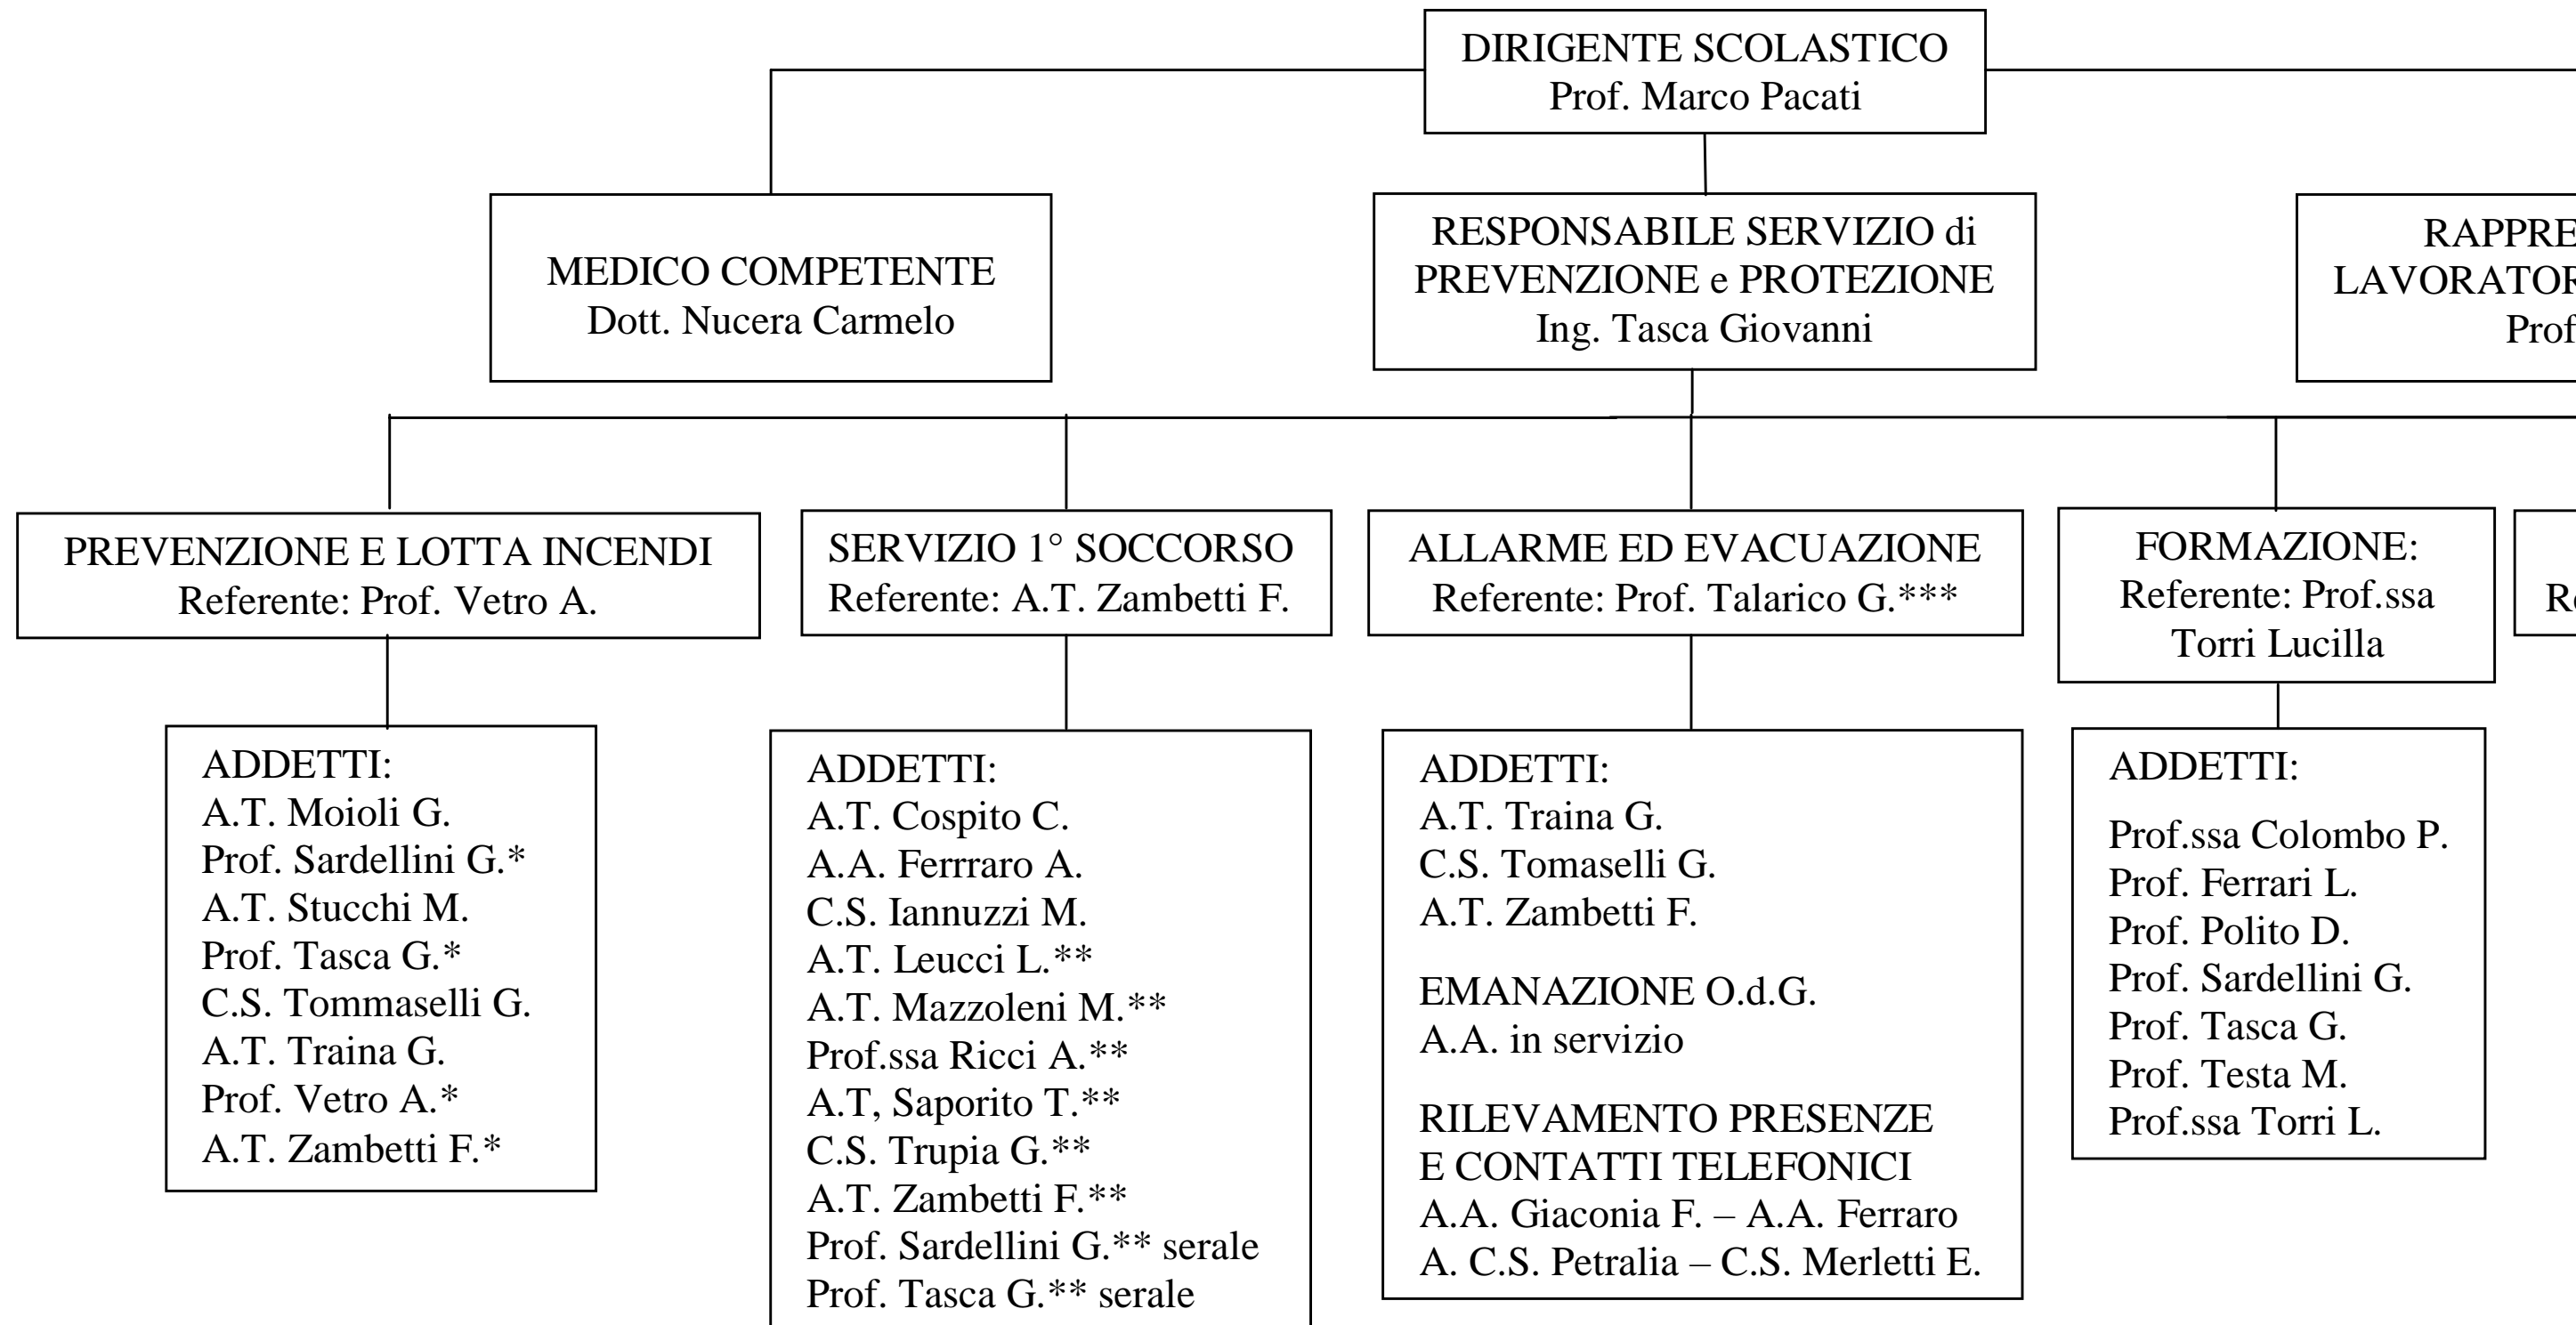 DIRIGENTE SCOLASTICO
Prof. Marco Pacati
MEDICO COMPETENTE
Dott. Nucera Carmelo
RESPONSABILE SERVIZIO di
PREVENZIONE e PROTEZIONE
Ing. Tasca Giovanni
PREVENZIONE E LOTTA INCENDI
Referente: Prof. Vetro A.
SERVIZIO 1° SOCCORSO
Referente: A.T. Zambetti F.
ALLARME ED EVACUAZIONE
Referente: Prof. Talarico G.***
FORMAZIONE:
Referente: Prof.ssa
Torri Lucilla
ADDETTI:
A.T. Moioli G.
Prof. Sardellini G.*
A.T. Stucchi M.
Prof. Tasca G.*
C.S. Tommaselli G.
A.T. Traina G.
Prof. Vetro A.*
A.T. Zambetti F.*
ADDETTI:
A.T. Cospito C.
A.A. Ferrraro A.
C.S. Iannuzzi M.
A.T. Leucci L.**
A.T. Mazzoleni M.**
Prof.ssa Ricci A.**
A.T, Saporito T.**
C.S. Trupia G.**
A.T. Zambetti F.**
Prof. Sardellini G.** serale
Prof. Tasca G.** serale
ADDETTI:
A.T. Traina G.
C.S. Tomaselli G.
A.T. Zambetti F.
EMANAZIONE O.d.G.
A.A. in servizio
RILEVAMENTO PRESENZE
E CONTATTI TELEFONICI
A.A. Giaconia F. – A.A. Ferraro
A. C.S. Petralia – C.S. Merletti E.
ADDETTI:
Prof.ssa Colombo P.
Prof. Ferrari L.
Prof. Polito D.
Prof. Sardellini G.
Prof. Tasca G.
Prof. Testa M.
Prof.ssa Torri L.